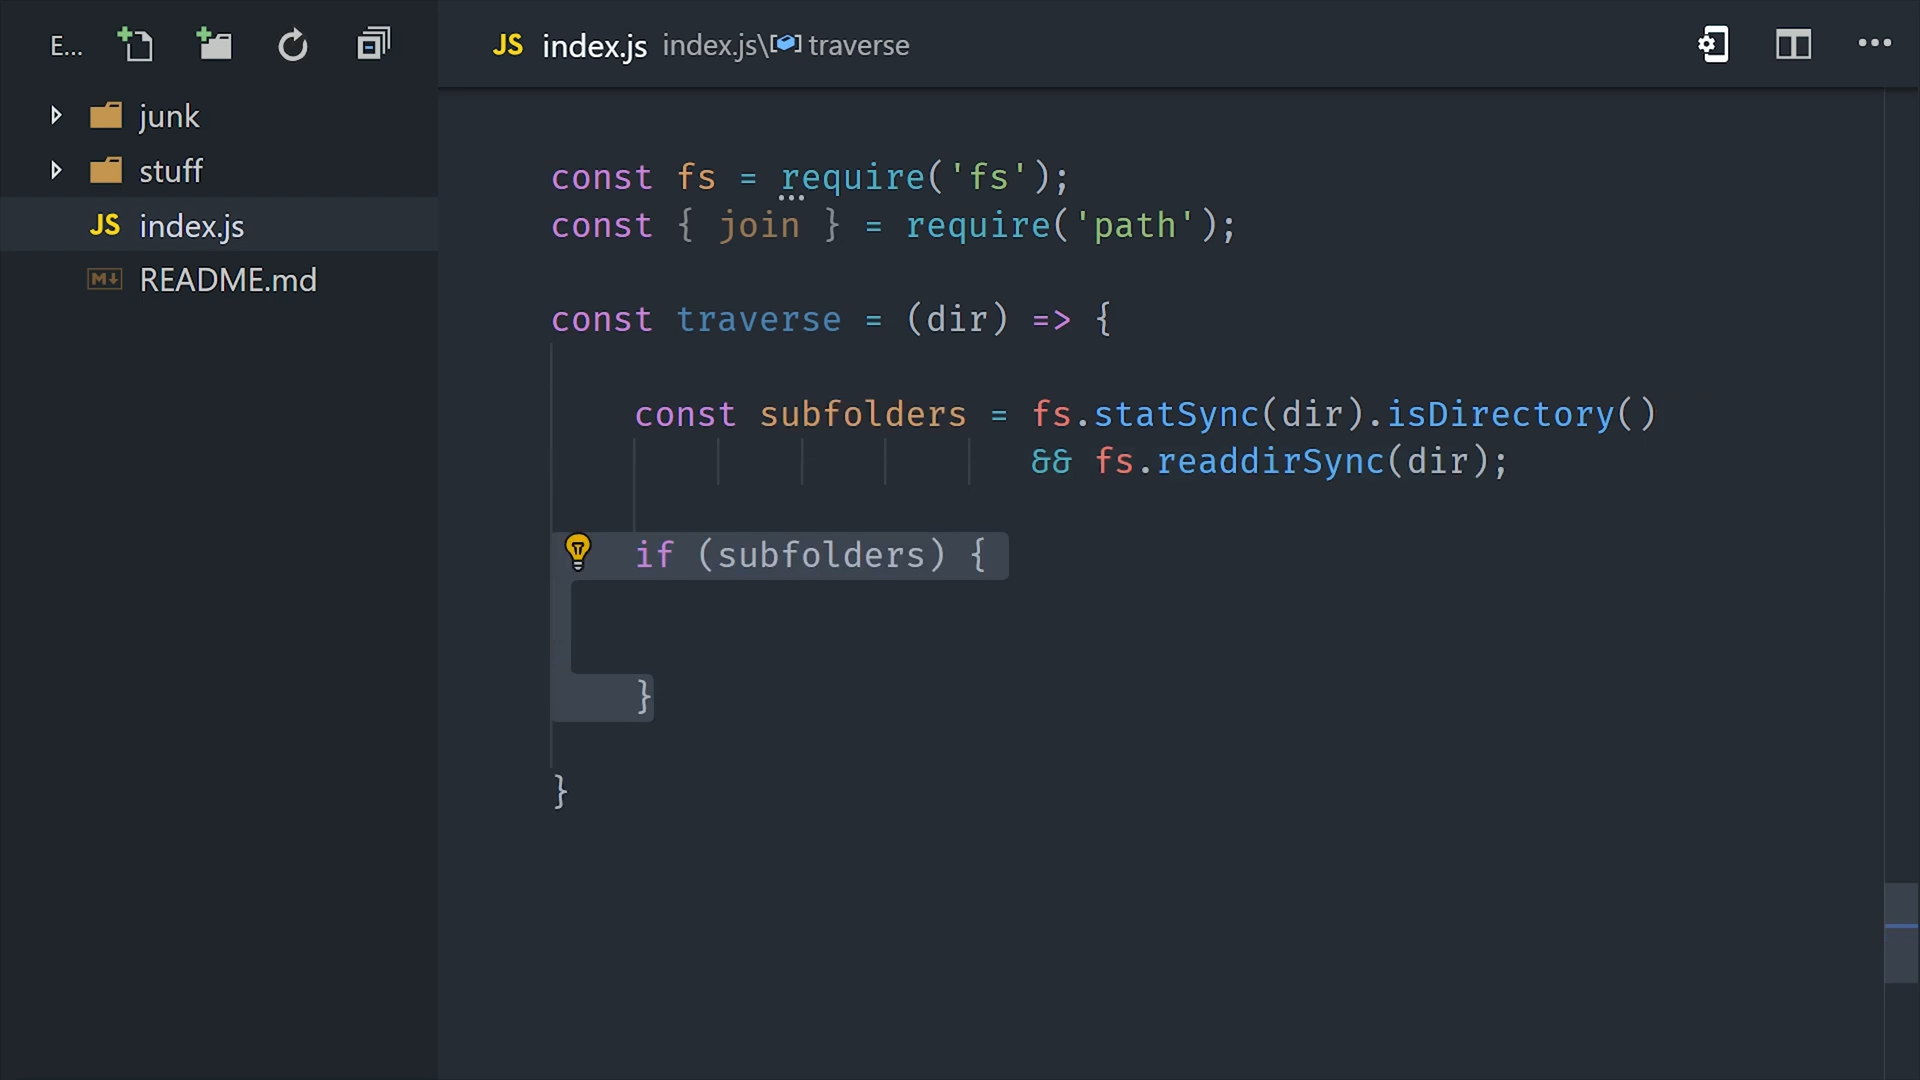 E...
junk
stuff
JS index.js
M README.md
JS index.js index.js\traverse
const fs = require('fs');
const { join } = require('path');
const traverse = (dir) => {
const subfolders = fs.statSync(dir).isDirectory()
&& fs.readdirSync(dir);
if (subfolders) {
}
}